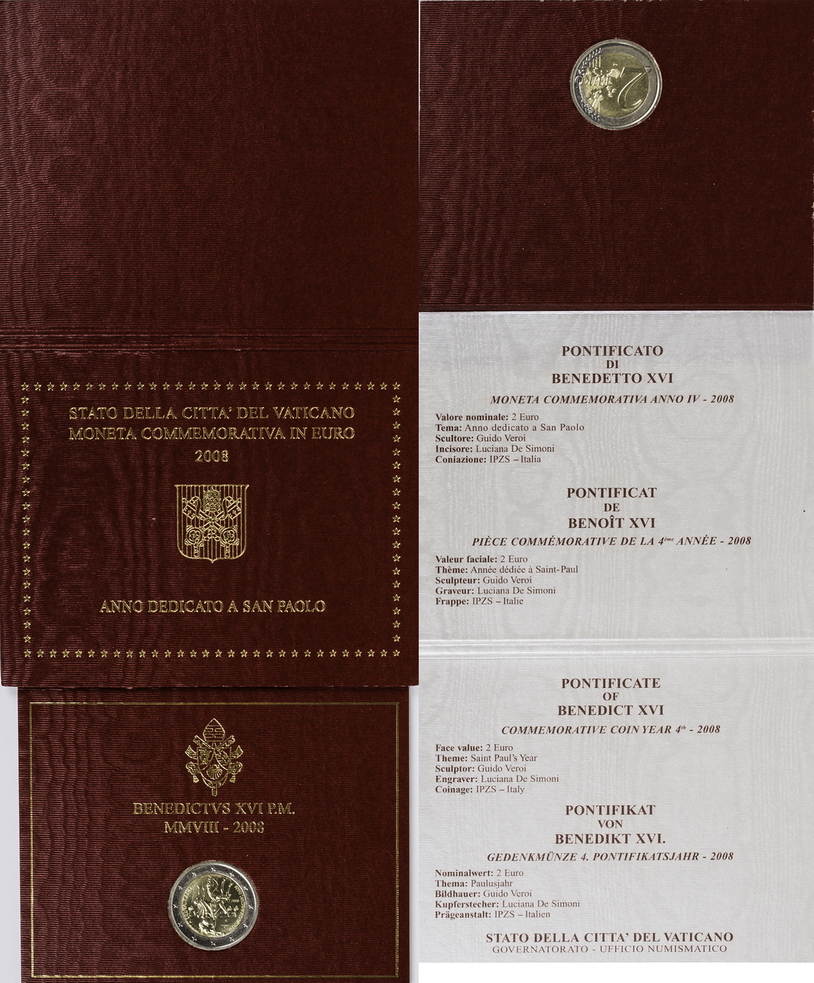 STATO DELLA CITTA' DEL VATICANO
MONETA COMMEMORATIVA IN EURO
2008
ANNO DEDICATO A SAN PAOLO
BENEDICTVS XVI P.M.
MMVIII - 2008
2
PONTIFICATO
DI
BENEDETTO XVI
MONETA COMMEMORATIVA ANNO IV - 2008
Valore nominale: 2 Euro
Tema: Anno dedicato a San Paolo
Scultore: Guido Veroi
Incisore: Luciana De Simoni
Coniazione: IPZS – Italia
PONTIFICAT
DE
BENOÎT XVI
PIÈCE COMMÉMORATIVE DE LA 4ème ANNÉE - 2008
Valeur faciale: 2 Euro
Thème: Année dédiée à Saint-Paul
Sculpteur: Guido Veroi
Graveur: Luciana De Simoni
Frappe: IPZS – Italie
PONTIFICATE
OF
BENEDICT XVI
COMMEMORATIVE COIN YEAR 4th - 2008
Face value: 2 Euro
Theme: Saint Paul's Year
Sculptor: Guido Veroi
Engraver: Luciana De Simoni
Coinage: IPZS – Italy
PONTIFIKAT
VON
BENEDIKT XVI.
GEDENKMÜNZE 4. PONTIFIKATSJAHR - 2008
Nominalwert: 2 Euro
Thema: Paulusjahr
Bildhauer: Guido Veroi
Kupferstecher: Luciana De Simoni
Prägeanstalt: IPZS – Italien
STATO DELLA CITTA' DEL VATICANO
GOVERNATORATO - UFFICIO NUMISMATICO